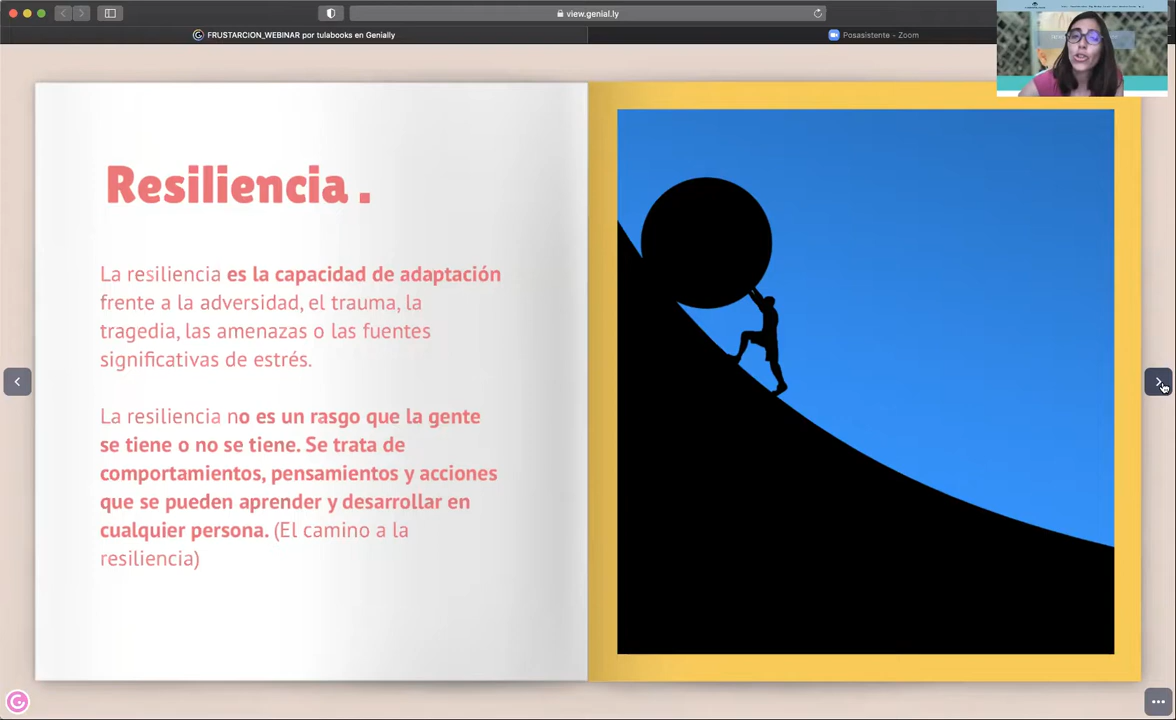 view.genial.ly
FRUSTARCION_WEBINAR por tulabooks en Genially
Posasistente - Zoom
Resiliencia .
La resiliencia es la capacidad de adaptación
frente a la adversidad, el trauma, la
tragedia, las amenazas o las fuentes
significativas de estrés.
La resiliencia no es un rasgo que la gente
se tiene o no se tiene. Se trata de
comportamientos, pensamientos y acciones
que se pueden aprender y desarrollar en
cualquier persona. (El camino a la
resiliencia)